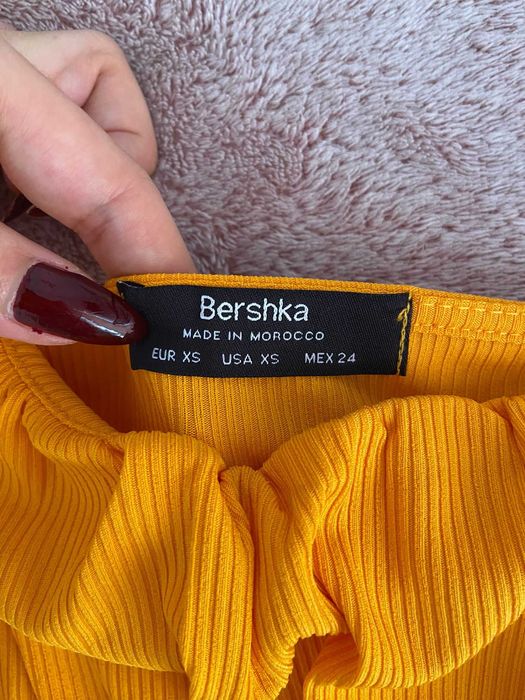 Bershka
MADE IN MOROCCO
EUR XS USA XS MEX 24